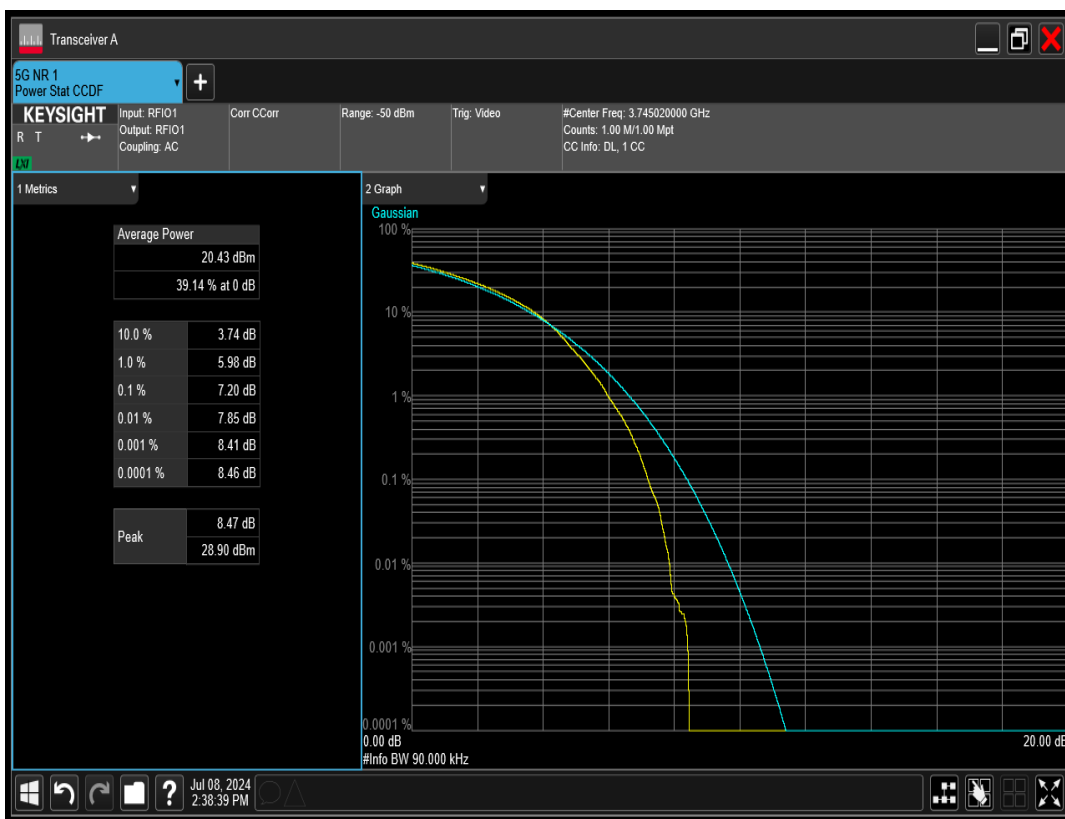 Transceiver A
5G NR 1
Power Stat CCDF
+
KEYSIGHT
R T
LXI
Input: RFIO1
Output: RFIO1
Coupling: AC
Corr CCorr
Range: -50 dBm
Trig: Video
#Center Freq: 3.745020000 GHz
Counts: 1.00 M/1.00 Mpt
CC Info: DL, 1 CC
1 Metrics
Average Power
20.43 dBm
39.14 % at 0 dB
10.0 % 3.74 dB
1.0 % 5.98 dB
0.1 % 7.20 dB
0.01 % 7.85 dB
0.001 % 8.41 dB
0.0001 % 8.46 dB
Peak
8.47 dB
28.90 dBm
2 Graph
Gaussian
100 %
10 %
1 %
0.1 %
0.01 %
0.001 %
0.0001 %
0.00 dB
20.00 dB
#Info BW 90.000 kHz
?
Jul 08, 2024
2:38:39 PM